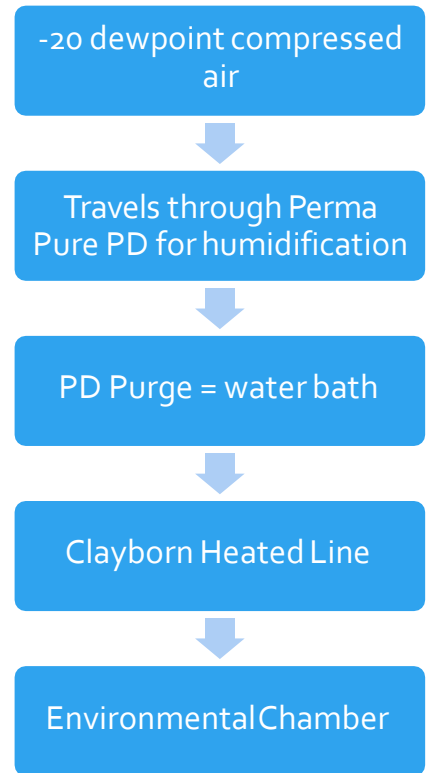 -20 dewpoint compressed
air
Travels through Perma
Pure PD for humidification
PD Purge = water bath
Clayborn Heated Line
Environmental Chamber